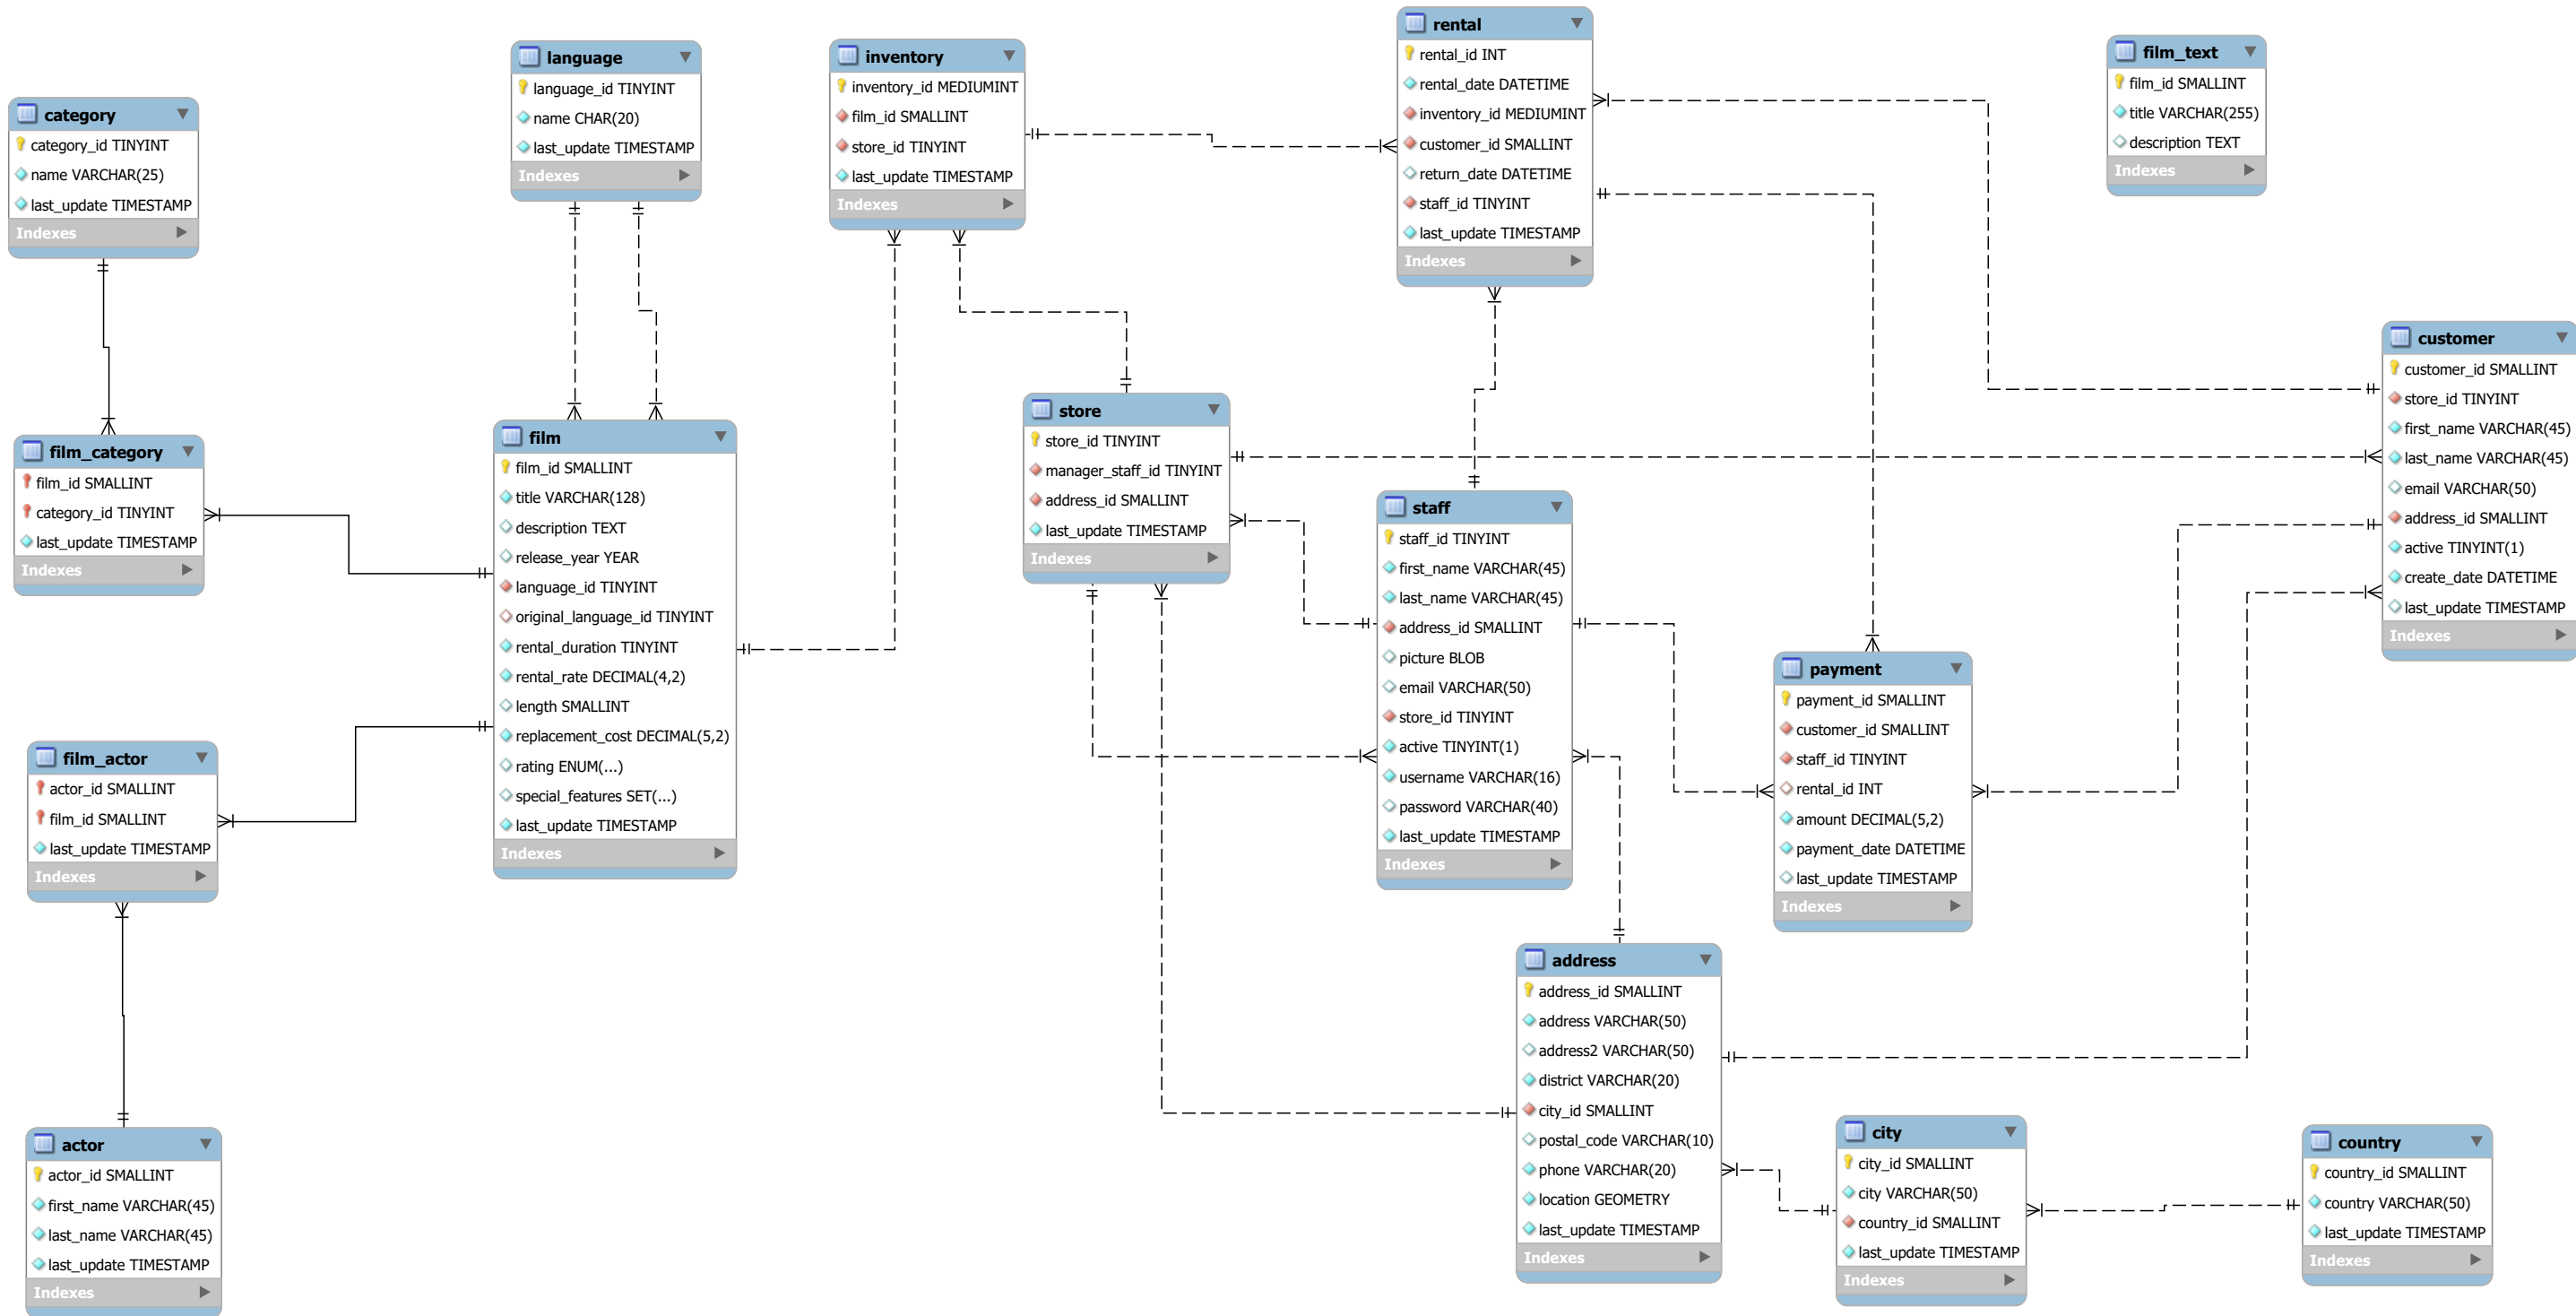 category
category_id TINYINT
name VARCHAR(25)
last_update TIMESTAMP
Indexes
language
language_id TINYINT
name CHAR(20)
last_update TIMESTAMP
Indexes
inventory
inventory_id MEDIUMINT
film_id SMALLINT
store_id TINYINT
last_update TIMESTAMP
Indexes
rental
rental_id INT
rental_date DATETIME
inventory_id MEDIUMINT
customer_id SMALLINT
return_date DATETIME
staff_id TINYINT
last_update TIMESTAMP
Indexes
film_text
film_id SMALLINT
title VARCHAR(255)
description TEXT
Indexes
customer
customer_id SMALLINT
store_id TINYINT
first_name VARCHAR(45)
last_name VARCHAR(45)
email VARCHAR(50)
address_id SMALLINT
active TINYINT(1)
create_date DATETIME
last_update TIMESTAMP
Indexes
film_category
film_id SMALLINT
category_id TINYINT
last_update TIMESTAMP
Indexes
film
film_id SMALLINT
title VARCHAR(128)
description TEXT
release_year YEAR
language_id TINYINT
original_language_id TINYINT
rental_duration TINYINT
rental_rate DECIMAL(4,2)
length SMALLINT
replacement_cost DECIMAL(5,2)
rating ENUM(...)
special_features SET(...)
last_update TIMESTAMP
Indexes
store
store_id TINYINT
manager_staff_id TINYINT
address_id SMALLINT
last_update TIMESTAMP
Indexes
staff
staff_id TINYINT
first_name VARCHAR(45)
last_name VARCHAR(45)
address_id SMALLINT
picture BLOB
email VARCHAR(50)
store_id TINYINT
active TINYINT(1)
username VARCHAR(16)
password VARCHAR(40)
last_update TIMESTAMP
Indexes
payment
payment_id SMALLINT
customer_id SMALLINT
staff_id TINYINT
rental_id INT
amount DECIMAL(5,2)
payment_date DATETIME
last_update TIMESTAMP
Indexes
film_actor
actor_id SMALLINT
film_id SMALLINT
last_update TIMESTAMP
Indexes
address
address_id SMALLINT
address VARCHAR(50)
address2 VARCHAR(50)
district VARCHAR(20)
city_id SMALLINT
postal_code VARCHAR(10)
phone VARCHAR(20)
location GEOMETRY
last_update TIMESTAMP
Indexes
actor
actor_id SMALLINT
first_name VARCHAR(45)
last_name VARCHAR(45)
last_update TIMESTAMP
Indexes
city
city_id SMALLINT
city VARCHAR(50)
country_id SMALLINT
last_update TIMESTAMP
Indexes
country
country_id SMALLINT
country VARCHAR(50)
last_update TIMESTAMP
Indexes